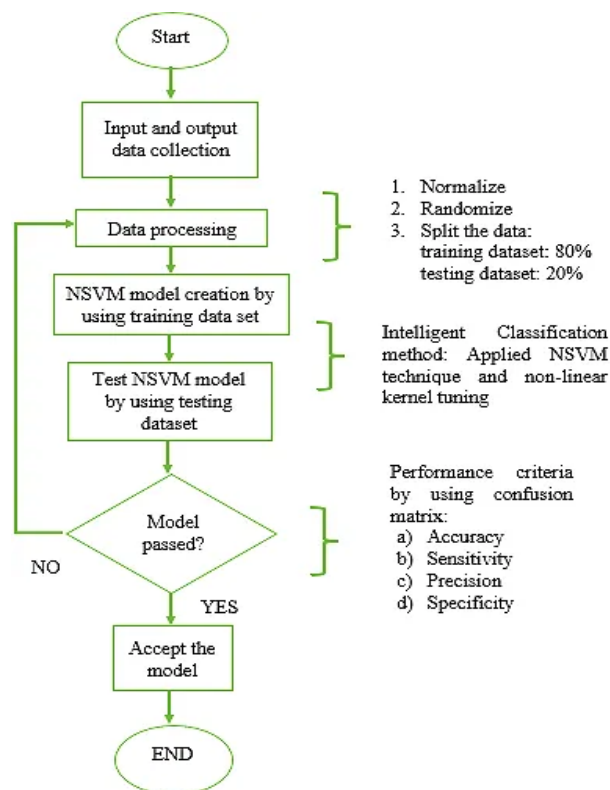 Start
Input and output
data collection
Data processing
1. Normalize
2. Randomize
3. Split the data:
training dataset: 80%
testing dataset: 20%
NSVM model creation by
using training data set
Test NSVM model
by using testing
dataset
Intelligent Classification
method: Applied NSVM
technique and non-linear
kernel tuning
Model
passed?
Performance criteria
by using confusion
matrix:
a) Accuracy
b) Sensitivity
c) Precision
d) Specificity
NO
YES
Accept the
model
END